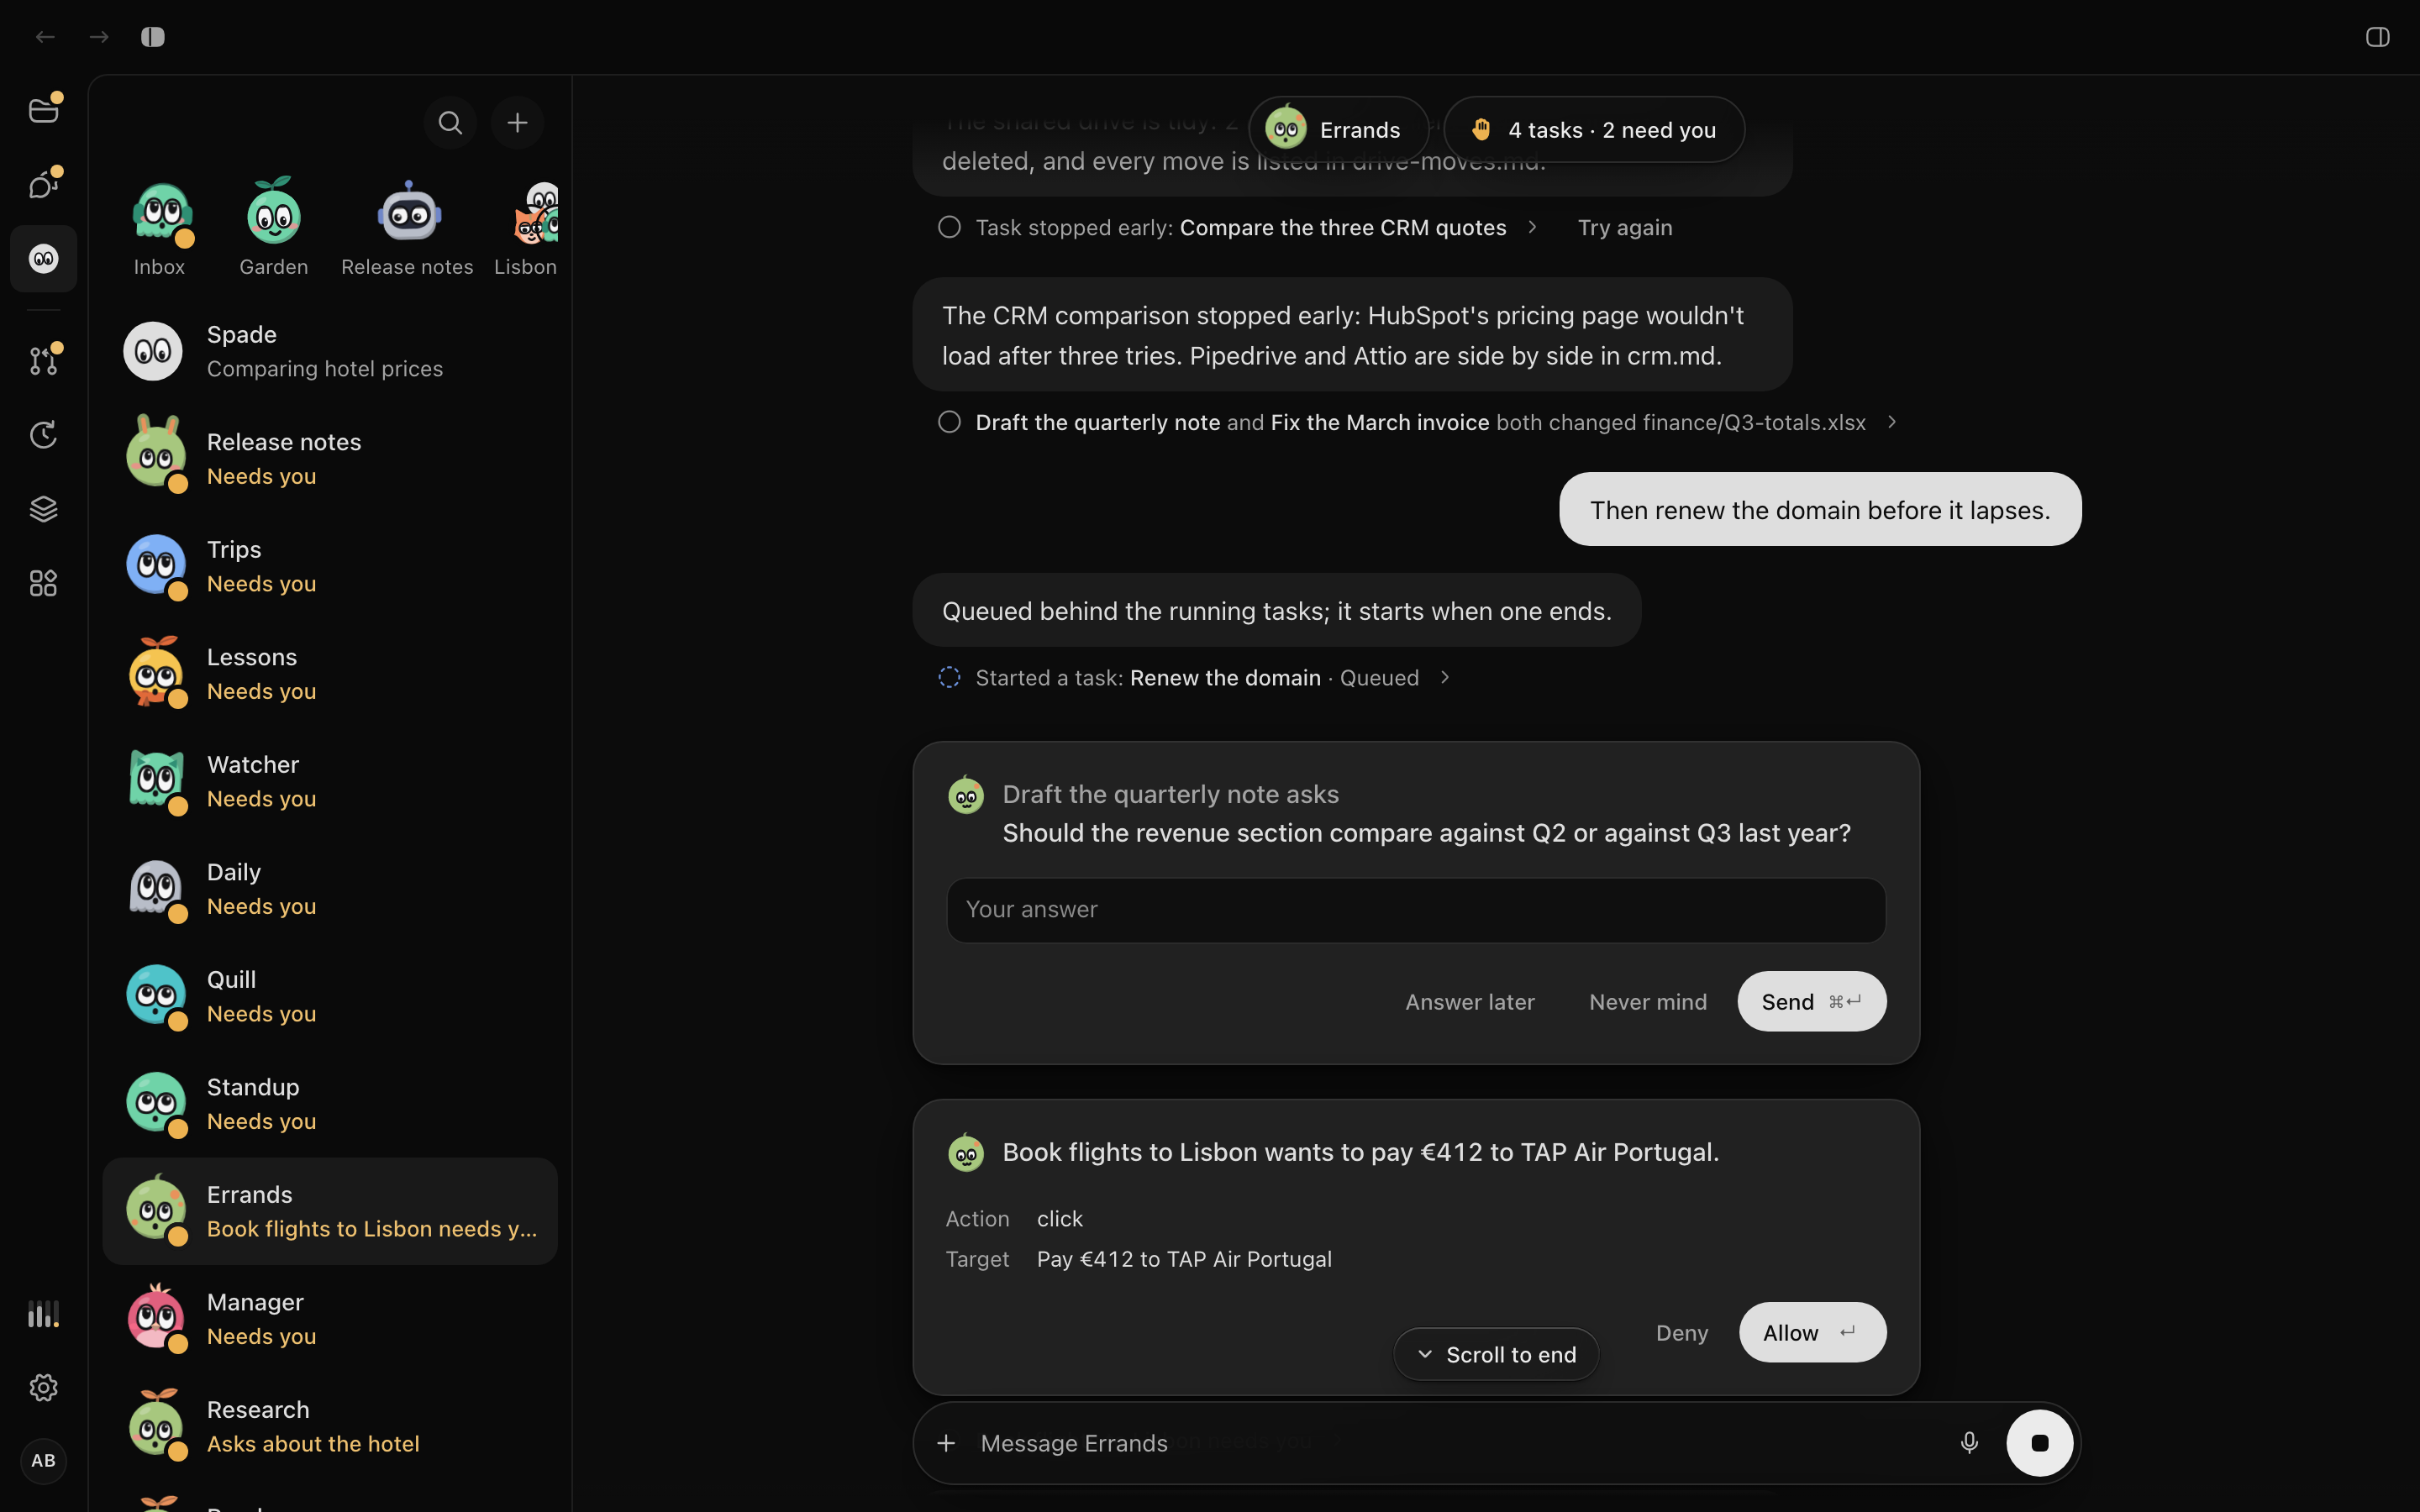 Inbox
Garden
Release notes
Lisbon
Spade
Comparing hotel prices
Release notes
Needs you
Trips
Needs you
Lessons
Needs you
Watcher
Needs you
Daily
Needs you
Quill
Needs you
Standup
Needs you
Errands
Book flights to Lisbon needs y...
Manager
Needs you
Research
Asks about the hotel
AB
Errands
4 tasks · 2 need you
The shared drive is tidy: 2
deleted, and every move is listed in drive-moves.md.
Task stopped early: Compare the three CRM quotes
Try again
The CRM comparison stopped early: HubSpot's pricing page wouldn't
load after three tries. Pipedrive and Attio are side by side in crm.md.
Draft the quarterly note and Fix the March invoice both changed finance/Q3-totals.xlsx
Then renew the domain before it lapses.
Queued behind the running tasks; it starts when one ends.
Started a task: Renew the domain · Queued
Draft the quarterly note asks
Should the revenue section compare against Q2 or against Q3 last year?
Your answer
Answer later
Never mind
Send ⌘↵
Book flights to Lisbon wants to pay €412 to TAP Air Portugal.
Action click
Target Pay €412 to TAP Air Portugal
Deny
Allow ↵
Scroll to end
Message Errands